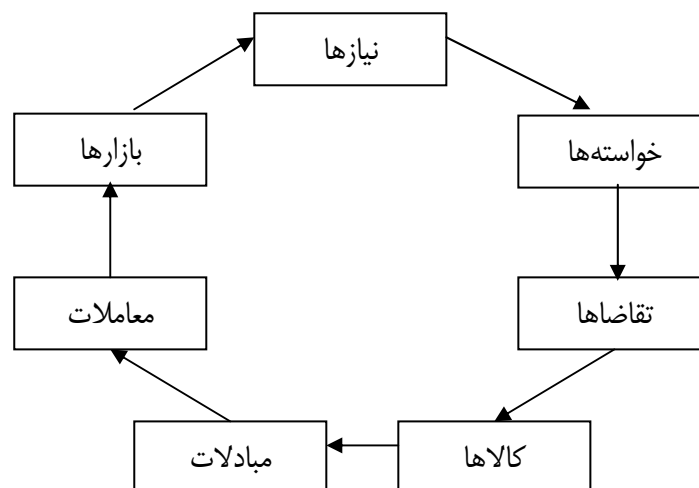 نیازها
بازارها
خواسته‌ها
معاملات
تقاضاها
مبادلات
کالاها